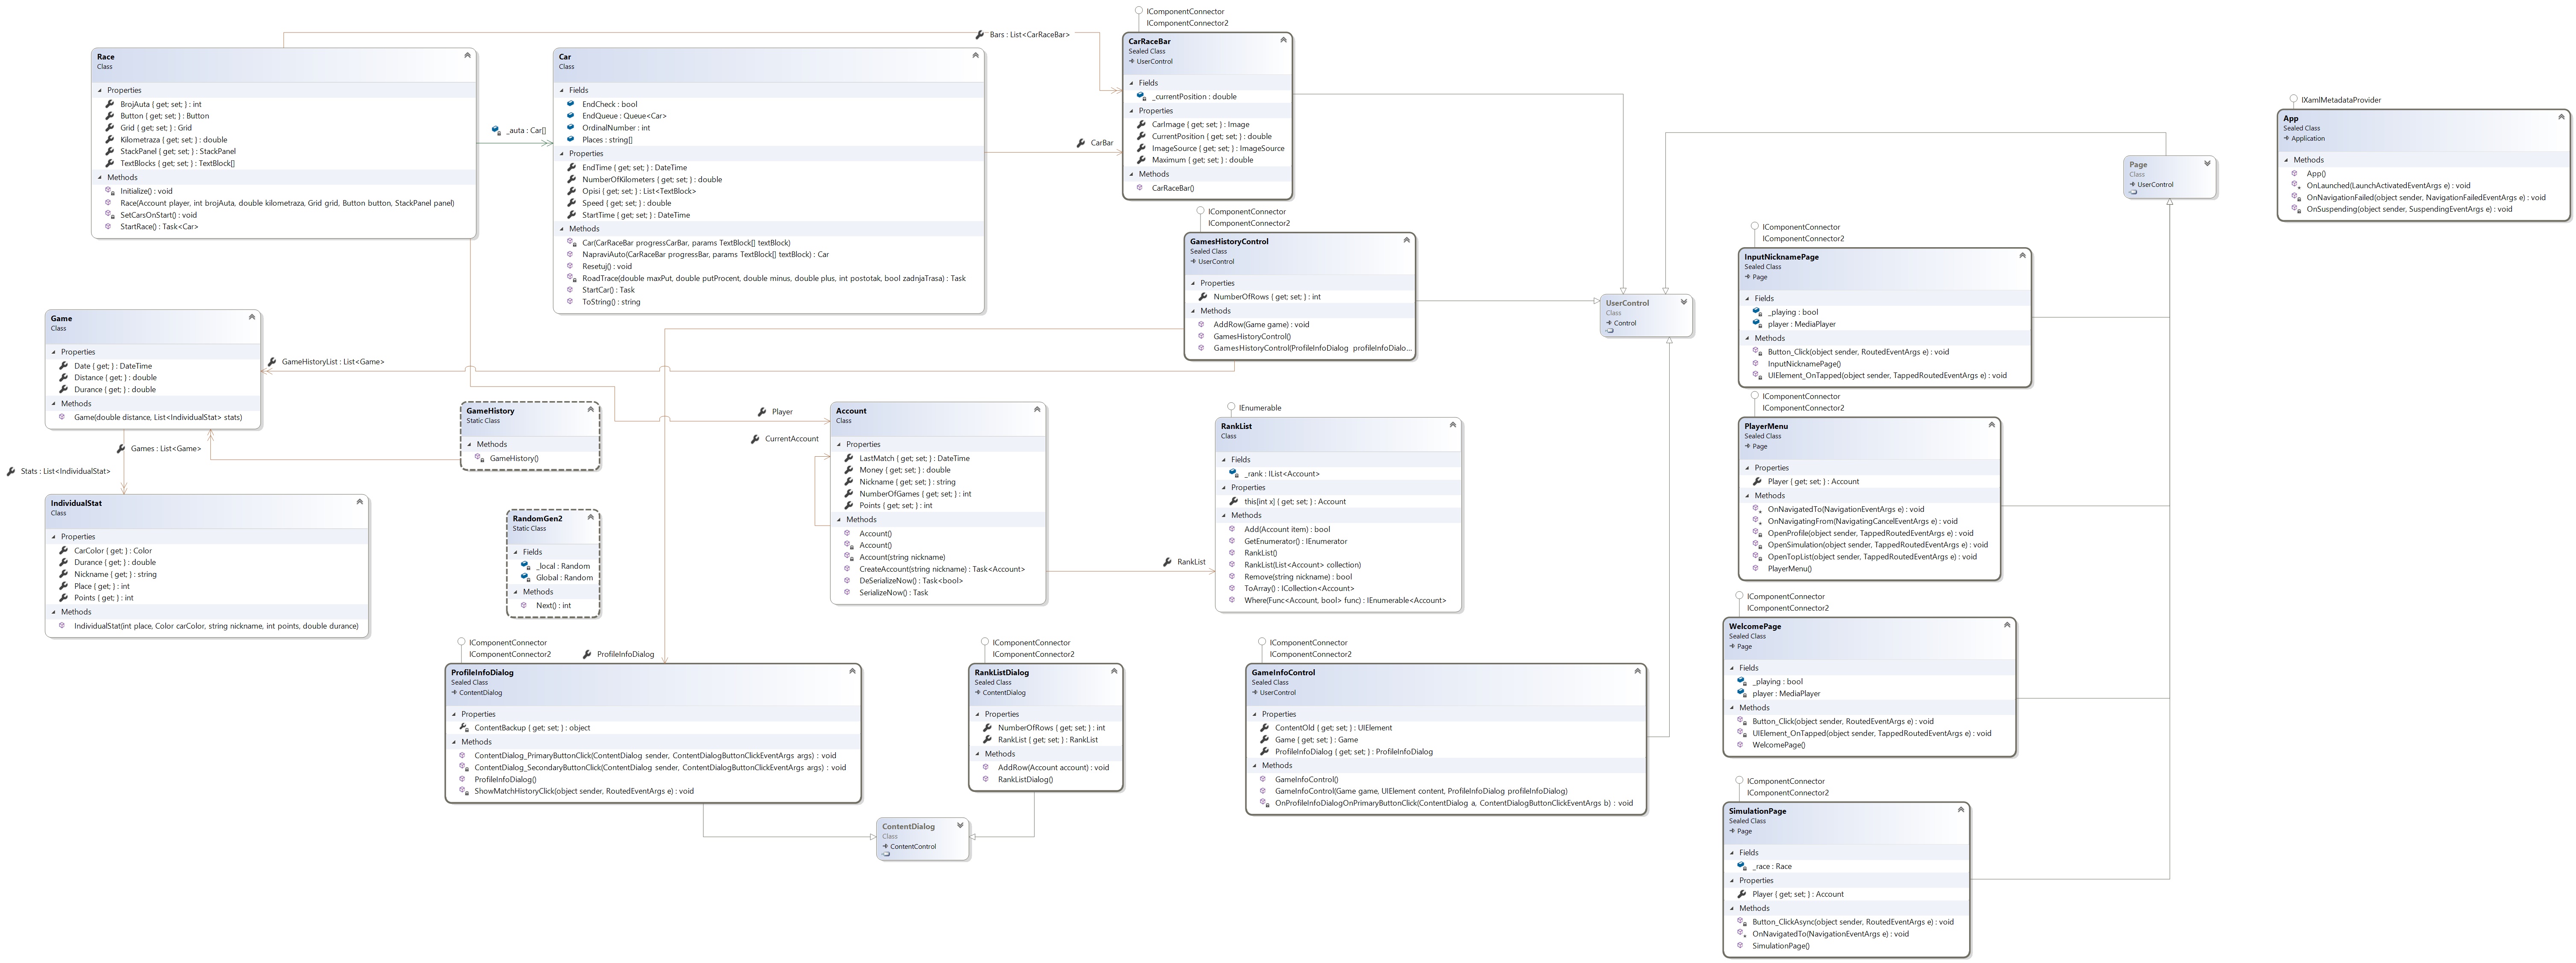 Race
Class
Properties
BrojAuta { get; set; } : int
Button { get; set; } : Button
Grid { get; set; } : Grid
Kilometraza { get; set; } : double
StackPanel { get; set; } : StackPanel
TextBlocks { get; set; } : TextBlock[]
Methods
Initialize() : void
Race(Account player, int brojAuta, double kilometraza, Grid grid, Button button, StackPanel panel)
SetCarsOnStart() : void
StartRace() : Task<Car>
_auta : Car[]
Bars : List<CarRaceBar>
Car
Class
Fields
EndCheck : bool
EndQueue : Queue<Car>
OrdinalNumber : int
Places : string[]
Properties
EndTime { get; set; } : DateTime
NumberOfKilometers { get; set; } : double
Opisi { get; set; } : List<TextBlock>
Speed { get; set; } : double
StartTime { get; set; } : DateTime
Methods
Car(CarRaceBar progressCarBar, params TextBlock[] textBlock)
NapraviAuto(CarRaceBar progressBar, params TextBlock[] textBlock) : Car
Resetuj() : void
RoadTrace(double maxPut, double putProcent, double minus, double plus, int postotak, bool zadnjaTrasa) : Task
StartCar() : Task
ToString() : string
CarBar
IComponentConnector
IComponentConnector2
CarRaceBar
Sealed Class
UserControl
Fields
_currentPosition : double
Properties
CarImage { get; set; } : Image
CurrentPosition { get; set; } : double
ImageSource { get; set; } : ImageSource
Maximum { get; set; } : double
Methods
CarRaceBar()
IComponentConnector
IComponentConnector2
GamesHistoryControl
Sealed Class
UserControl
Properties
NumberOfRows { get; set; } : int
Methods
AddRow(Game game) : void
GamesHistoryControl()
GamesHistoryControl(ProfileInfoDialog profileInfoDialo...
UserControl
Class
Control
Page
Class
UserControl
IXamlMetadataProvider
App
Sealed Class
Application
Methods
App()
OnLaunched(LaunchActivatedEventArgs e) : void
OnNavigationFailed(object sender, NavigationFailedEventArgs e) : void
OnSuspending(object sender, SuspendingEventArgs e) : void
IComponentConnector
IComponentConnector2
InputNicknamePage
Sealed Class
Page
Fields
_playing : bool
player : MediaPlayer
Methods
Button_Click(object sender, RoutedEventArgs e) : void
InputNicknamePage()
UIElement_OnTapped(object sender, TappedRoutedEventArgs e) : void
Game
Class
Properties
Date { get; } : DateTime
Distance { get; } : double
Durance { get; } : double
Methods
Game(double distance, List<IndividualStat> stats)
GameHistoryList : List<Game>
Games : List<Game>
Stats : List<IndividualStat>
GameHistory
Static Class
Methods
GameHistory()
Player
CurrentAccount
Account
Class
Properties
LastMatch { get; set; } : DateTime
Money { get; set; } : double
Nickname { get; set; } : string
NumberOfGames { get; set; } : int
Points { get; set; } : int
Methods
Account()
Account()
Account(string nickname)
CreateAccount(string nickname) : Task<Account>
DeSerializeNow() : Task<bool>
SerializeNow() : Task
RankList
IEnumerable
RankList
Class
Fields
_rank : IList<Account>
Properties
this[int x] { get; set; } : Account
Methods
Add(Account item) : bool
GetEnumerator() : IEnumerator
RankList()
RankList(List<Account> collection)
Remove(string nickname) : bool
ToArray() : ICollection<Account>
Where(Func<Account, bool> func) : IEnumerable<Account>
IComponentConnector
IComponentConnector2
PlayerMenu
Sealed Class
Page
Properties
Player { get; set; } : Account
Methods
OnNavigatedTo(NavigationEventArgs e) : void
OnNavigatingFrom(NavigatingCancelEventArgs e) : void
OpenProfile(object sender, TappedRoutedEventArgs e) : void
OpenSimulation(object sender, TappedRoutedEventArgs e) : void
OpenTopList(object sender, TappedRoutedEventArgs e) : void
PlayerMenu()
IndividualStat
Class
Properties
CarColor { get; } : Color
Durance { get; } : double
Nickname { get; } : string
Place { get; } : int
Points { get; } : int
Methods
IndividualStat(int place, Color carColor, string nickname, int points, double durance)
RandomGen2
Static Class
Fields
_local : Random
Global : Random
Methods
Next() : int
IComponentConnector
IComponentConnector2
ProfileInfoDialog
ProfileInfoDialog
Sealed Class
ContentDialog
Properties
ContentBackup { get; set; } : object
Methods
ContentDialog_PrimaryButtonClick(ContentDialog sender, ContentDialogButtonClickEventArgs args) : void
ContentDialog_SecondaryButtonClick(ContentDialog sender, ContentDialogButtonClickEventArgs args) : void
ProfileInfoDialog()
ShowMatchHistoryClick(object sender, RoutedEventArgs e) : void
IComponentConnector
IComponentConnector2
RankListDialog
Sealed Class
ContentDialog
Properties
NumberOfRows { get; set; } : int
RankList { get; set; } : RankList
Methods
AddRow(Account account) : void
RankListDialog()
ContentDialog
Class
ContentControl
IComponentConnector
IComponentConnector2
GameInfoControl
Sealed Class
UserControl
Properties
ContentOld { get; set; } : UIElement
Game { get; set; } : Game
ProfileInfoDialog { get; set; } : ProfileInfoDialog
Methods
GameInfoControl()
GameInfoControl(Game game, UIElement content, ProfileInfoDialog profileInfoDialog)
OnProfileInfoDialogOnPrimaryButtonClick(ContentDialog a, ContentDialogButtonClickEventArgs b) : void
IComponentConnector
IComponentConnector2
WelcomePage
Sealed Class
Page
Fields
_playing : bool
player : MediaPlayer
Methods
Button_Click(object sender, RoutedEventArgs e) : void
UIElement_OnTapped(object sender, TappedRoutedEventArgs e) : void
WelcomePage()
IComponentConnector
IComponentConnector2
SimulationPage
Sealed Class
Page
Fields
_race : Race
Properties
Player { get; set; } : Account
Methods
Button_ClickAsync(object sender, RoutedEventArgs e) : void
OnNavigatedTo(NavigationEventArgs e) : void
SimulationPage()